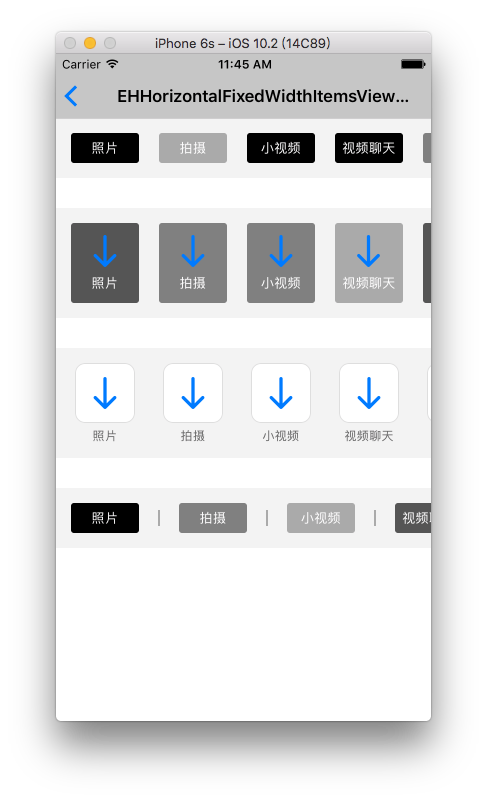 iPhone 6s – iOS 10.2 (14C89)
Carrier 11:45 AM
EHHorizontalFixedWidthItemsView...
照片 拍摄 小视频 视频聊天
照片 拍摄 小视频 视频聊天
照片 拍摄 小视频 视频聊天
照片 拍摄 小视频 视频